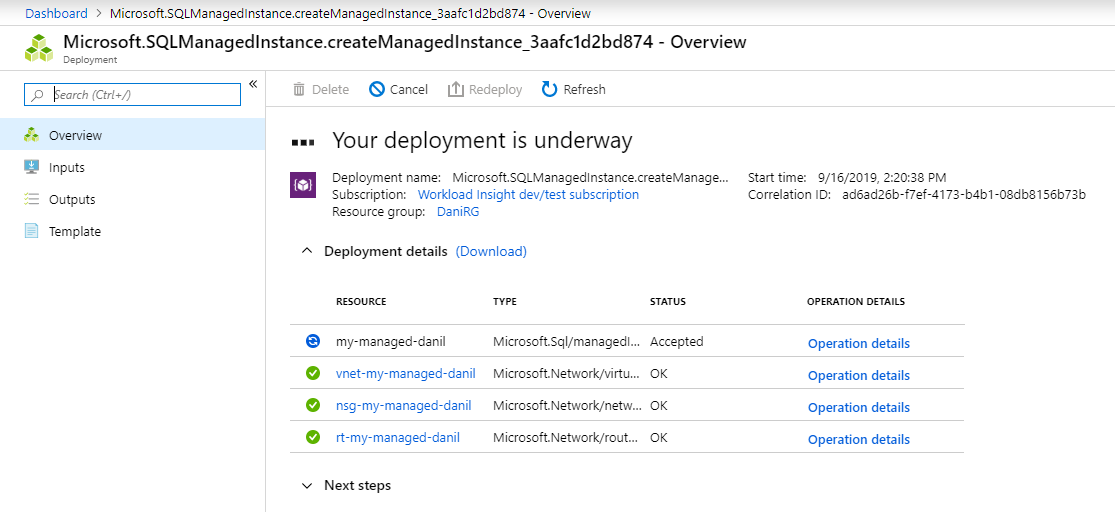 Dashboard > Microsoft.SQLManagedInstance.createManagedInstance_3aafc1d2bd874 - Overview
Microsoft.SQLManagedInstance.createManagedInstance_3aafc1d2bd874 - Overview
Deployment
Search (Ctrl+/)
«
Overview
Inputs
Outputs
Template
Delete Cancel Redeploy Refresh
Your deployment is underway
Deployment name: Microsoft.SQLManagedInstance.createManage... Start time: 9/16/2019, 2:20:38 PM
Subscription: Workload Insight dev/test subscription Correlation ID: ad6ad26b-f7ef-4173-b4b1-08db8156b73b
Resource group: DaniRG
Deployment details (Download)
RESOURCE TYPE STATUS OPERATION DETAILS
my-managed-danil Microsoft.Sql/managedI... Accepted Operation details
vnet-my-managed-danil Microsoft.Network/virtu... OK Operation details
nsg-my-managed-danil Microsoft.Network/netw... OK Operation details
rt-my-managed-danil Microsoft.Network/rout... OK Operation details
Next steps